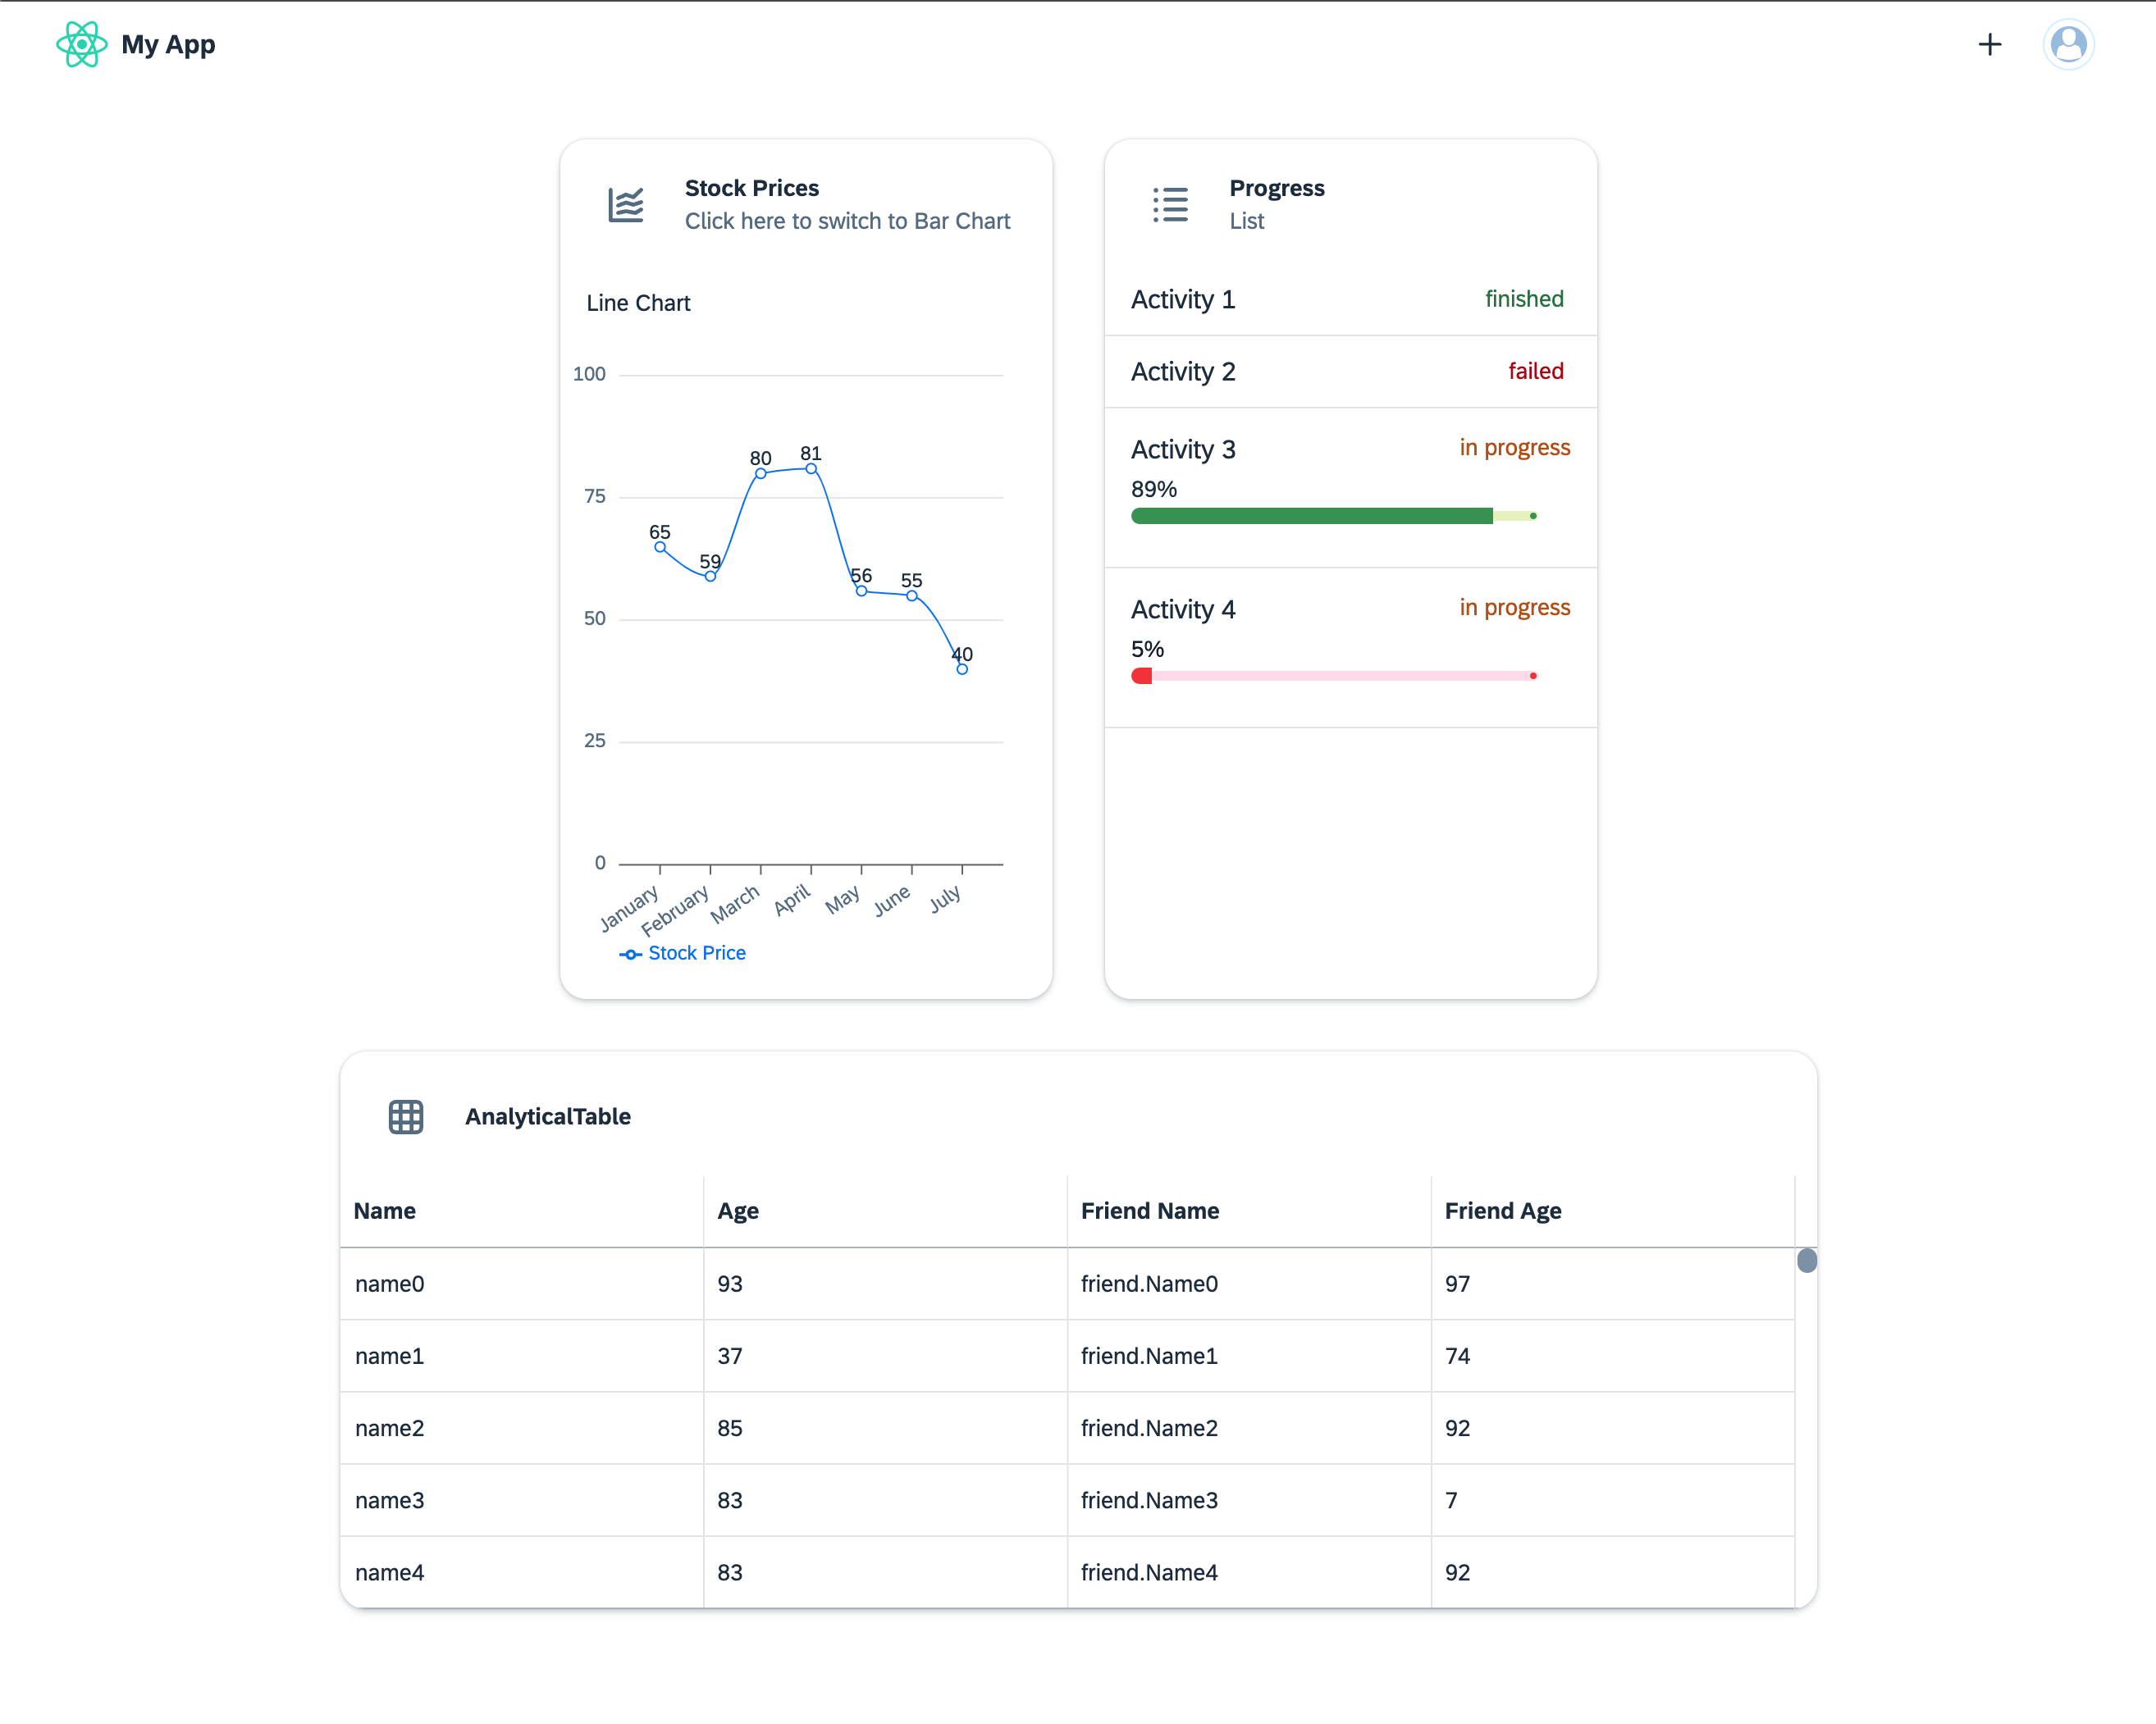 My App
Stock Prices
Click here to switch to Bar Chart
Line Chart
100
75
50
25
0
65
59
80
81
56
55
40
January
February
March
April
May
June
July
Stock Price
Progress
List
Activity 1 finished
Activity 2 failed
Activity 3 in progress
89%
Activity 4 in progress
5%
AnalyticalTable
Name Age Friend Name Friend Age
name0 93 friend.Name0 97
name1 37 friend.Name1 74
name2 85 friend.Name2 92
name3 83 friend.Name3 7
name4 83 friend.Name4 92